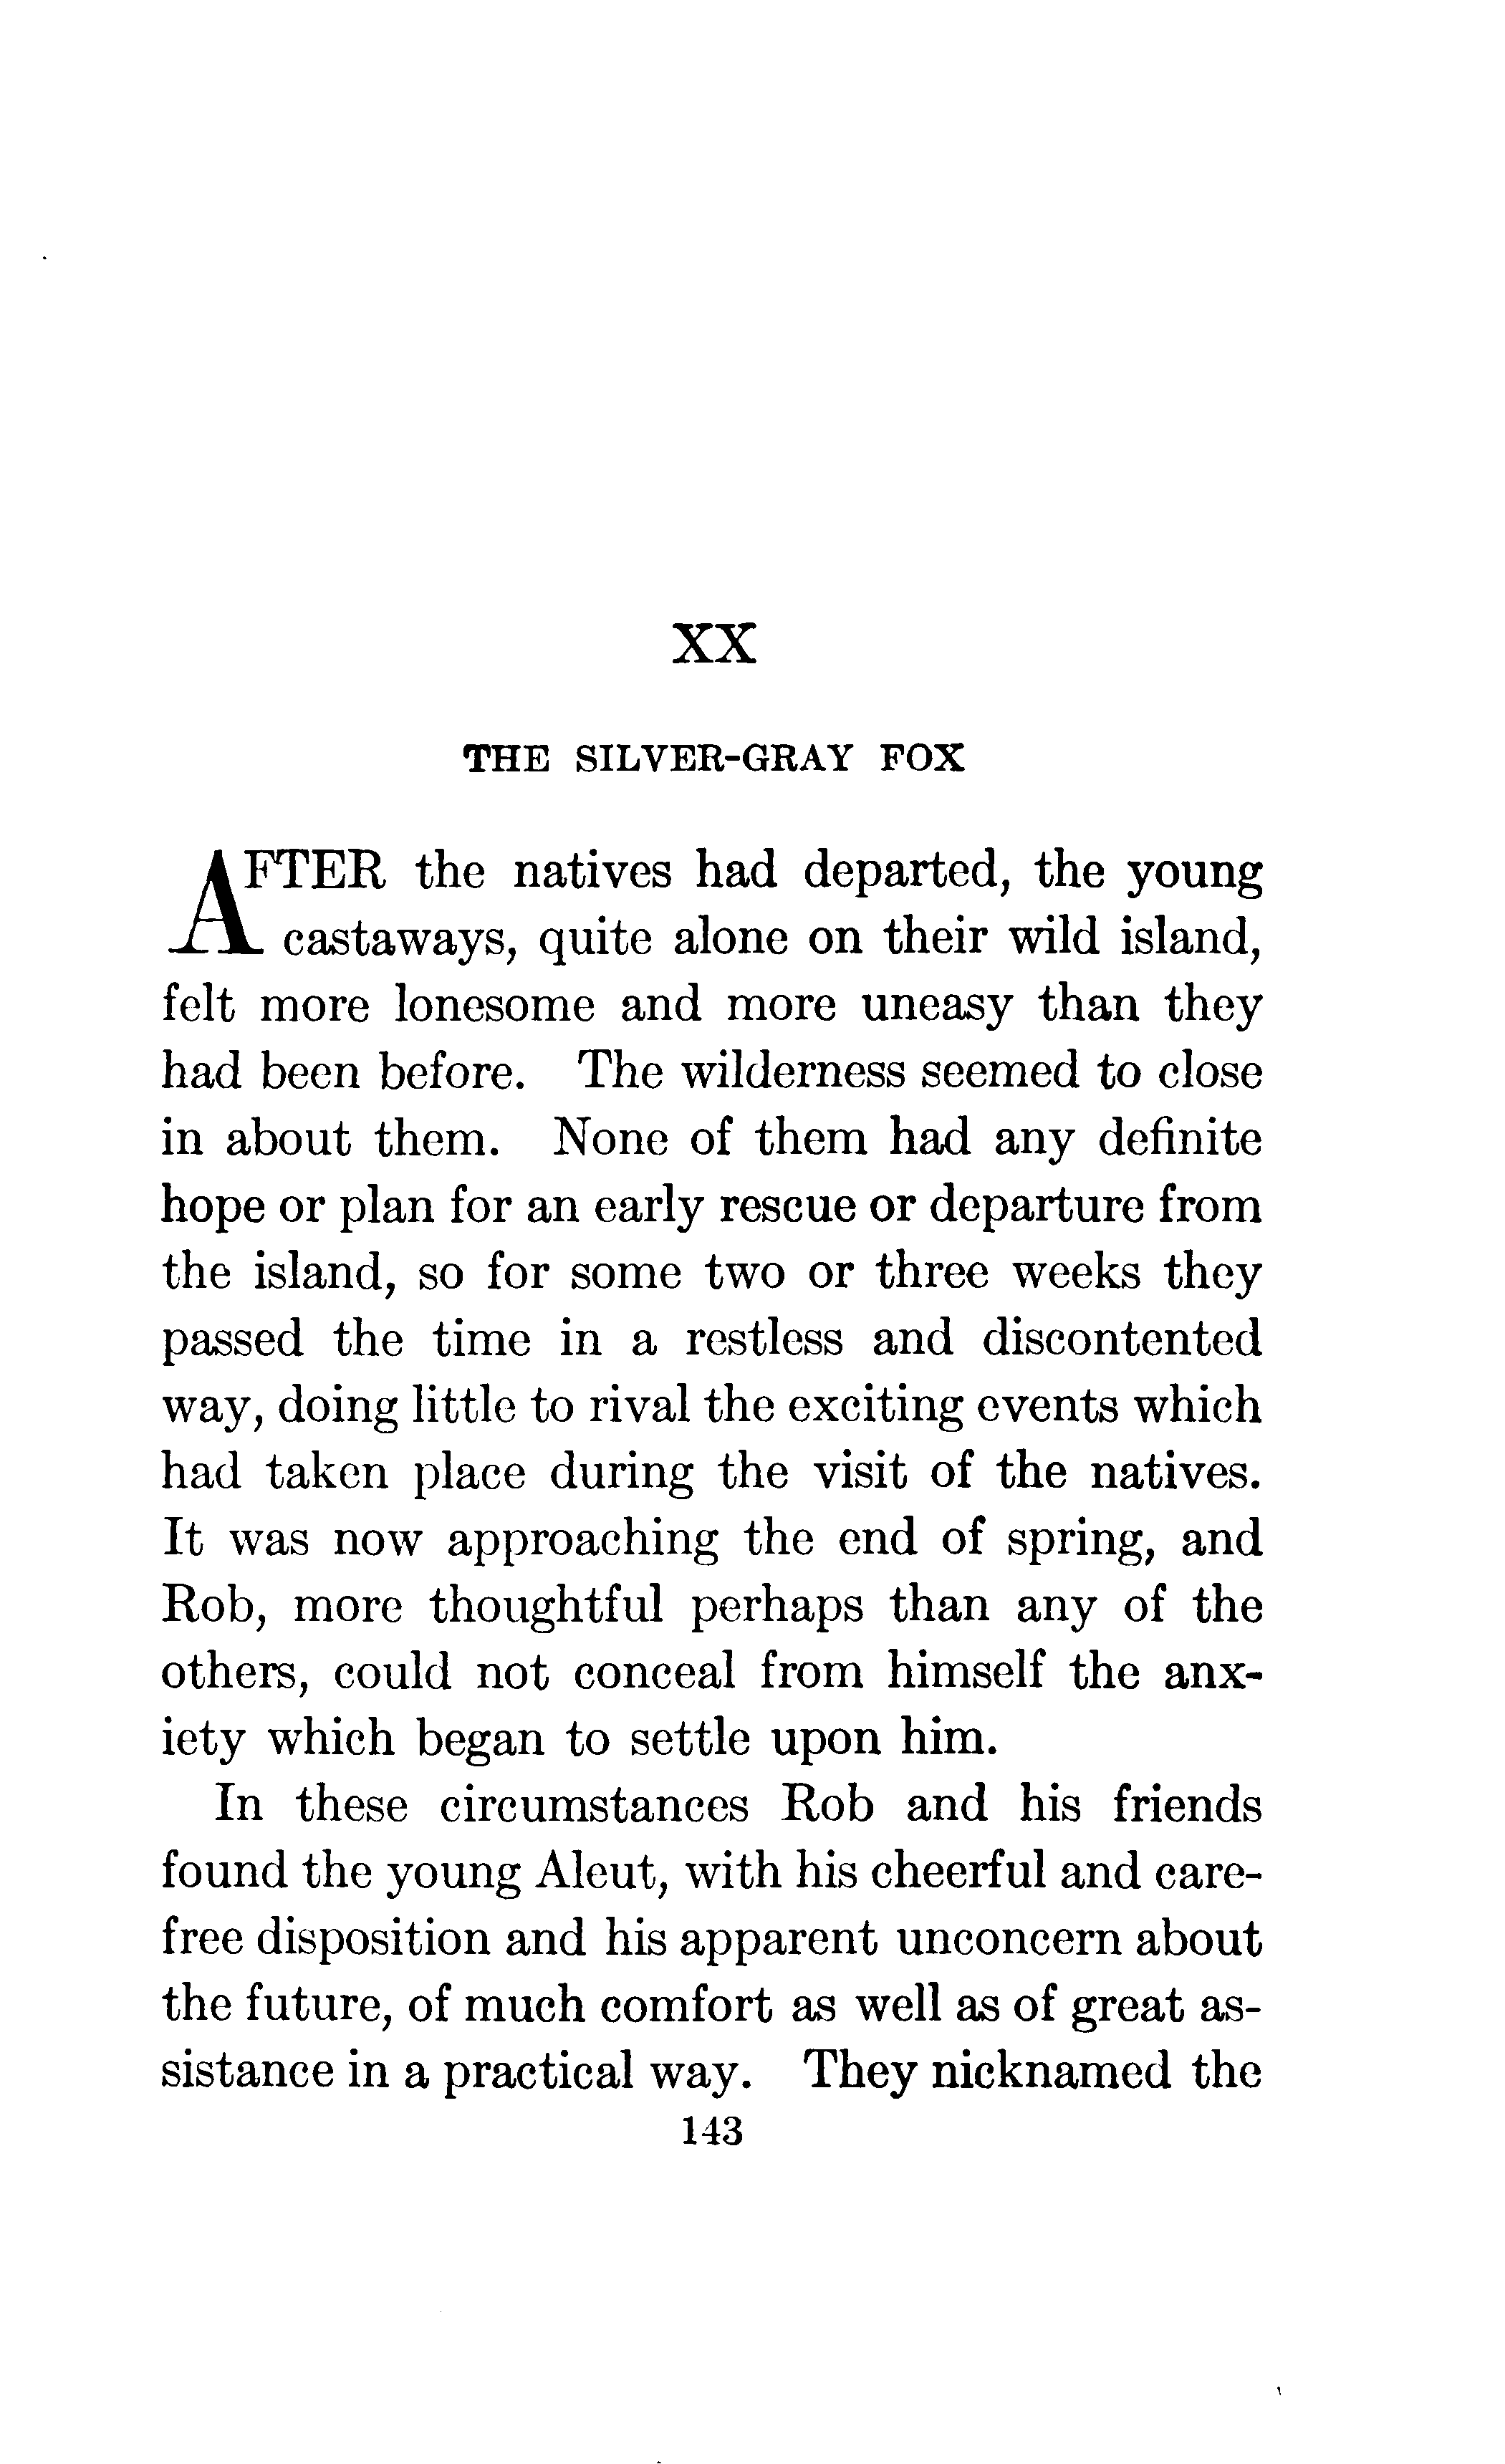 XX
THE SILVER-GRAY FOX
AFTER the natives had departed, the young
castaways, quite alone on their wild island,
felt more lonesome and more uneasy than they
had been before. The wilderness seemed to close
in about them. None of them had any definite
hope or plan for an early rescue or departure from
the island, so for some two or three weeks they
passed the time in a restless and discontented
way, doing little to rival the exciting events which
had taken place during the visit of the natives.
It was now approaching the end of spring, and
Rob, more thoughtful perhaps than any of the
others, could not conceal from himself the anx-
iety which began to settle upon him.
In these circumstances Rob and his friends
found the young Aleut, with his cheerful and care-
free disposition and his apparent unconcern about
the future, of much comfort as well as of great as-
sistance in a practical way. They nicknamed the
143